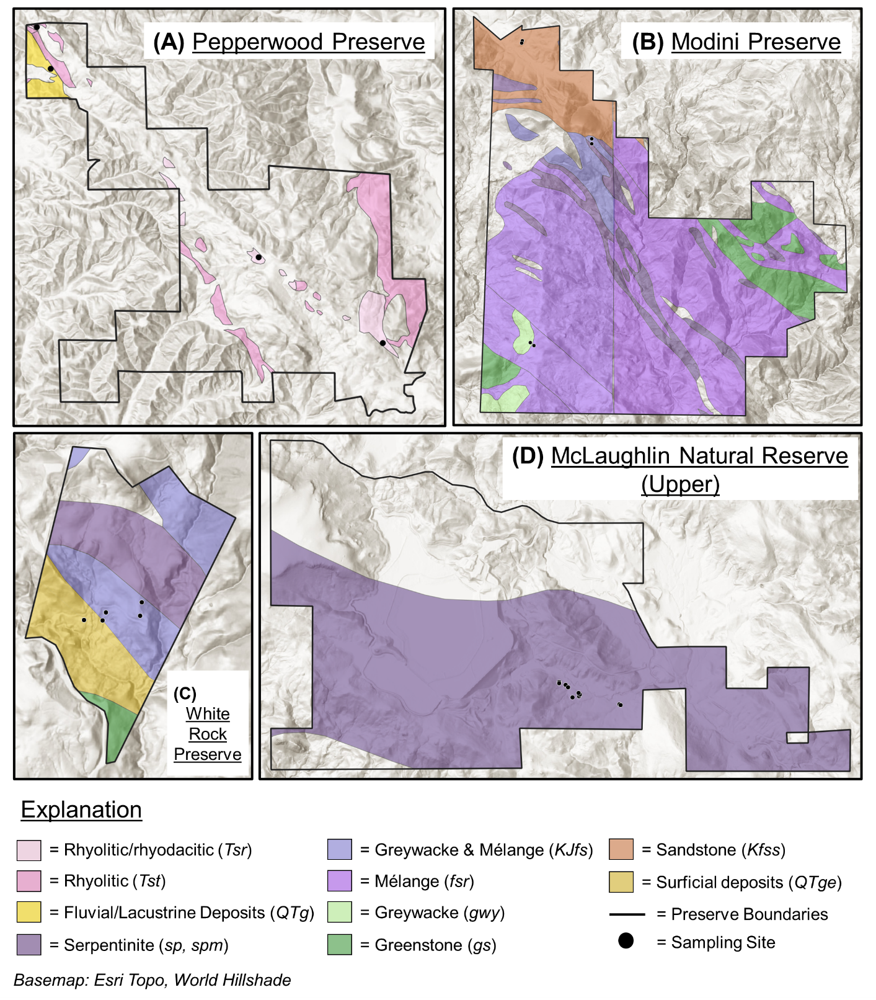 (A) Pepperwood Preserve
(B) Modini Preserve
(C)
White
Rock
Preserve
(D) McLaughlin Natural Reserve
(Upper)
Explanation
= Rhyolitic/rhyodacitic (Tsr)
= Rhyolitic (Tst)
= Fluvial/Lacustrine Deposits (QTg)
= Serpentinite (sp, spm)
= Greywacke & Mélange (KJfs)
= Mélange (fsr)
= Greywacke (gwy)
= Greenstone (gs)
= Sandstone (Kfss)
= Surficial deposits (QTge)
= Preserve Boundaries
= Sampling Site
Basemap: Esri Topo, World Hillshade